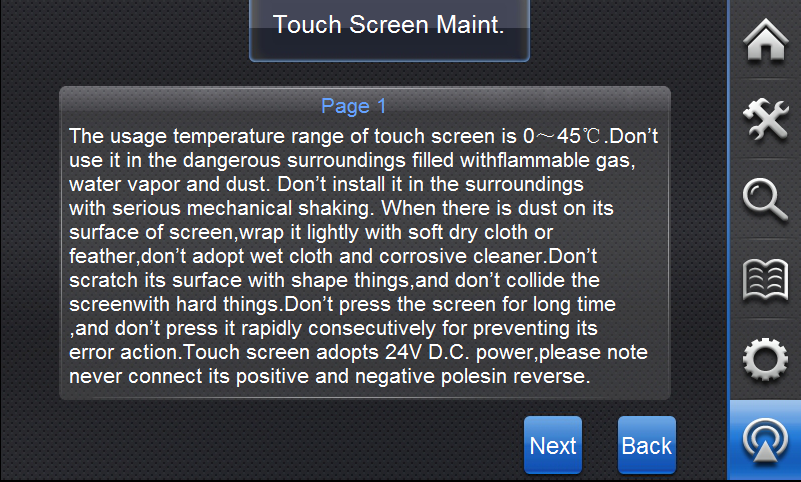 Touch Screen Maint.
Page 1
The usage temperature range of touch screen is 0～45℃.Don’t
use it in the dangerous surroundings filled withflammable gas,
water vapor and dust. Don’t install it in the surroundings
with serious mechanical shaking. When there is dust on its
surface of screen,wrap it lightly with soft dry cloth or
feather,don’t adopt wet cloth and corrosive cleaner.Don’t
scratch its surface with shape things,and don’t collide the
screenwith hard things.Don’t press the screen for long time
,and don’t press it rapidly consecutively for preventing its
error action.Touch screen adopts 24V D.C. power,please note
never connect its positive and negative polesin reverse.
Next
Back